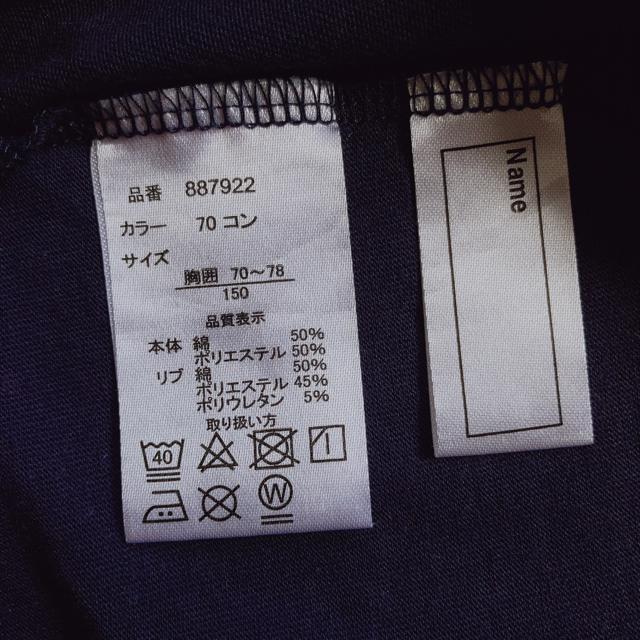 品番 887922
カラー 70 コン
サイズ
胸囲 70～78
150
品質表示
本体 綿 50%
ポリエステル 50%
リブ 綿 50%
ポリエステル 45%
ポリウレタン 5%
取り扱い方
40
W
Name